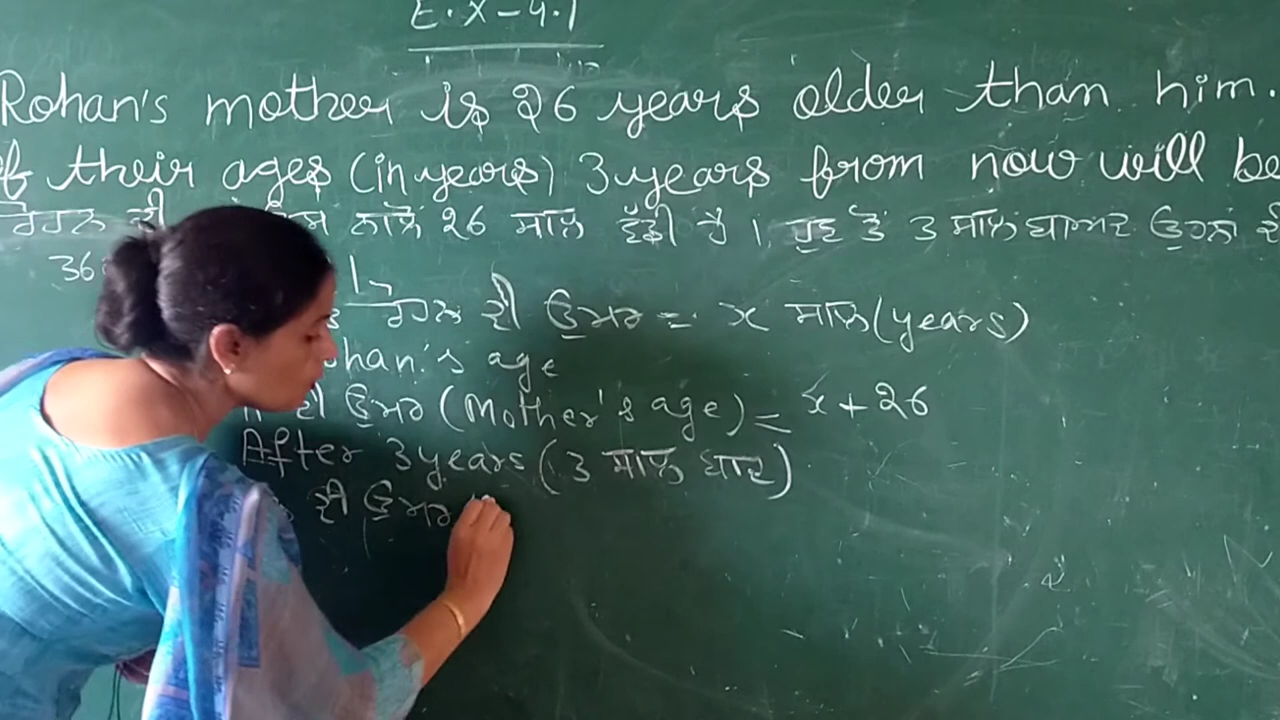 E.X-4.1
Rohan's mother is 26 years older than him.
of their ages (in years) 3 years from now will be
ਰੋਹਨ ਦੀ ਨਾਲੋਂ 26 ਸਾਲ ਵੱਡੀ ਹੈ। ਹੁਣ ਤੋਂ 3 ਸਾਲ ਬਾਅਦ ਉਹਨਾਂ ਦੀ
36
ਰੋਹਨ ਦੀ ਉਮਰ = x ਸਾਲ (years)
ohan's age
ਦੀ ਉਮਰ (Mother's age) = x + 26
After 3 years (3 ਸਾਲ ਬਾਦ)
ਦੀ ਉਮਰ